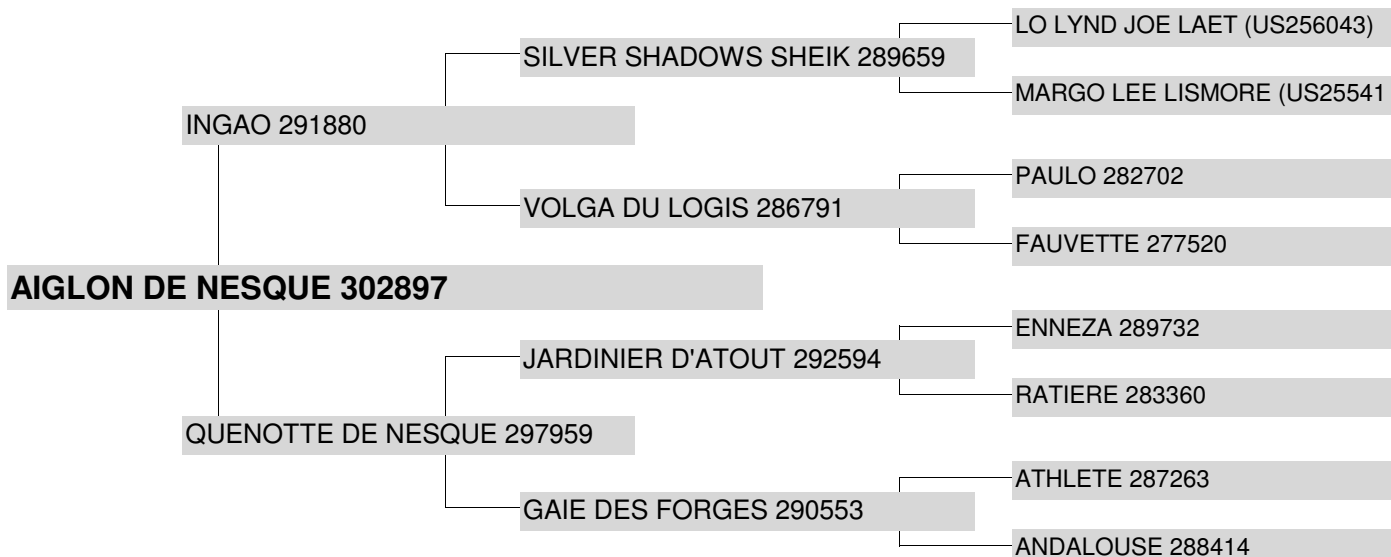 LO LYND JOE LAET (US256043)
SILVER SHADOWS SHEIK 289659
MARGO LEE LISMORE (US25541
INGAO 291880
PAULO 282702
VOLGA DU LOGIS 286791
FAUVETTE 277520
AIGLON DE NESQUE 302897
ENNEZA 289732
JARDINIER D'ATOUT 292594
RATIERE 283360
QUENOTTE DE NESQUE 297959
ATHLETE 287263
GAIE DES FORGES 290553
ANDALOUSE 288414